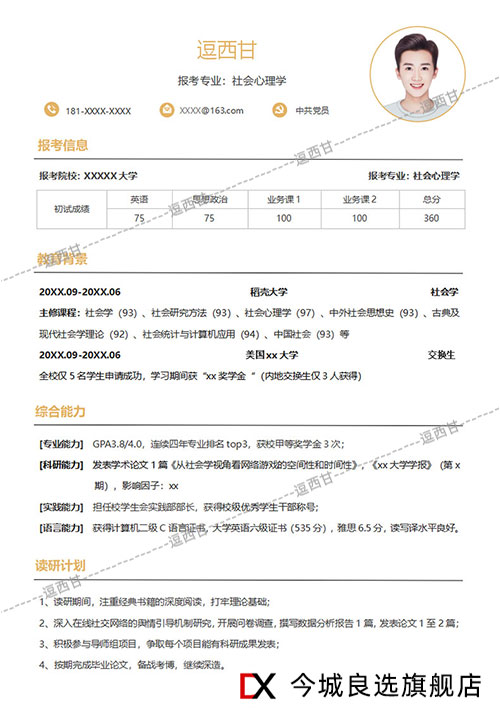 逗西甘
报考专业：社会心理学
181-XXXX-XXXX XXXX@163.com 中共党员
报考信息
报考院校：XXXXX 大学 报考专业：社会心理学
初试成绩 英语 思想政治 业务课 1 业务课 2 总分
75 75 100 100 360
教育背景
20XX.09-20XX.06 稻壳大学 社会学
主修课程：社会学（93）、社会研究方法（93）、社会心理学（97）、中外社会思想史（93）、古典及
现代社会学理论（92）、社会统计与计算机应用（94）、中国社会（93）等
20XX.09-20XX.06 美国 xx 大学 交换生
全校仅 5 名学生申请成功，学习期间获“xx 奖学金 “（内地交换生仅 3 人获得）
综合能力
[专业能力] GPA3.8/4.0，连续四年专业排名 top3，获校甲等奖学金 3 次；
[科研能力] 发表学术论文 1 篇《从社会学视角看网络游戏的空间性和时间性》，《xx 大学学报》（第 x
期），影响因子：xx
[实践能力] 担任校学生会实践部部长，获得校级优秀学生干部称号；
[语言能力] 获得计算机二级 C 语言证书，大学英语六级证书（535 分），雅思 6.5 分，读写译水平良好。
读研计划
1、读研期间，注重经典书籍的深度阅读，打牢理论基础；
2、深入在线社交网络的舆情引导机制研究，开展问卷调查，撰写数据分析报告 1 篇，发表论文 1 至 2 篇；
3、积极参与导师组项目，争取每个项目能有科研成果发表；
4、按期完成毕业论文，备战考博，继续深造。
逗西甘
逗西甘
逗西甘
逗西甘
逗西甘
逗西甘
逗西甘
DX 今城良选旗舰店